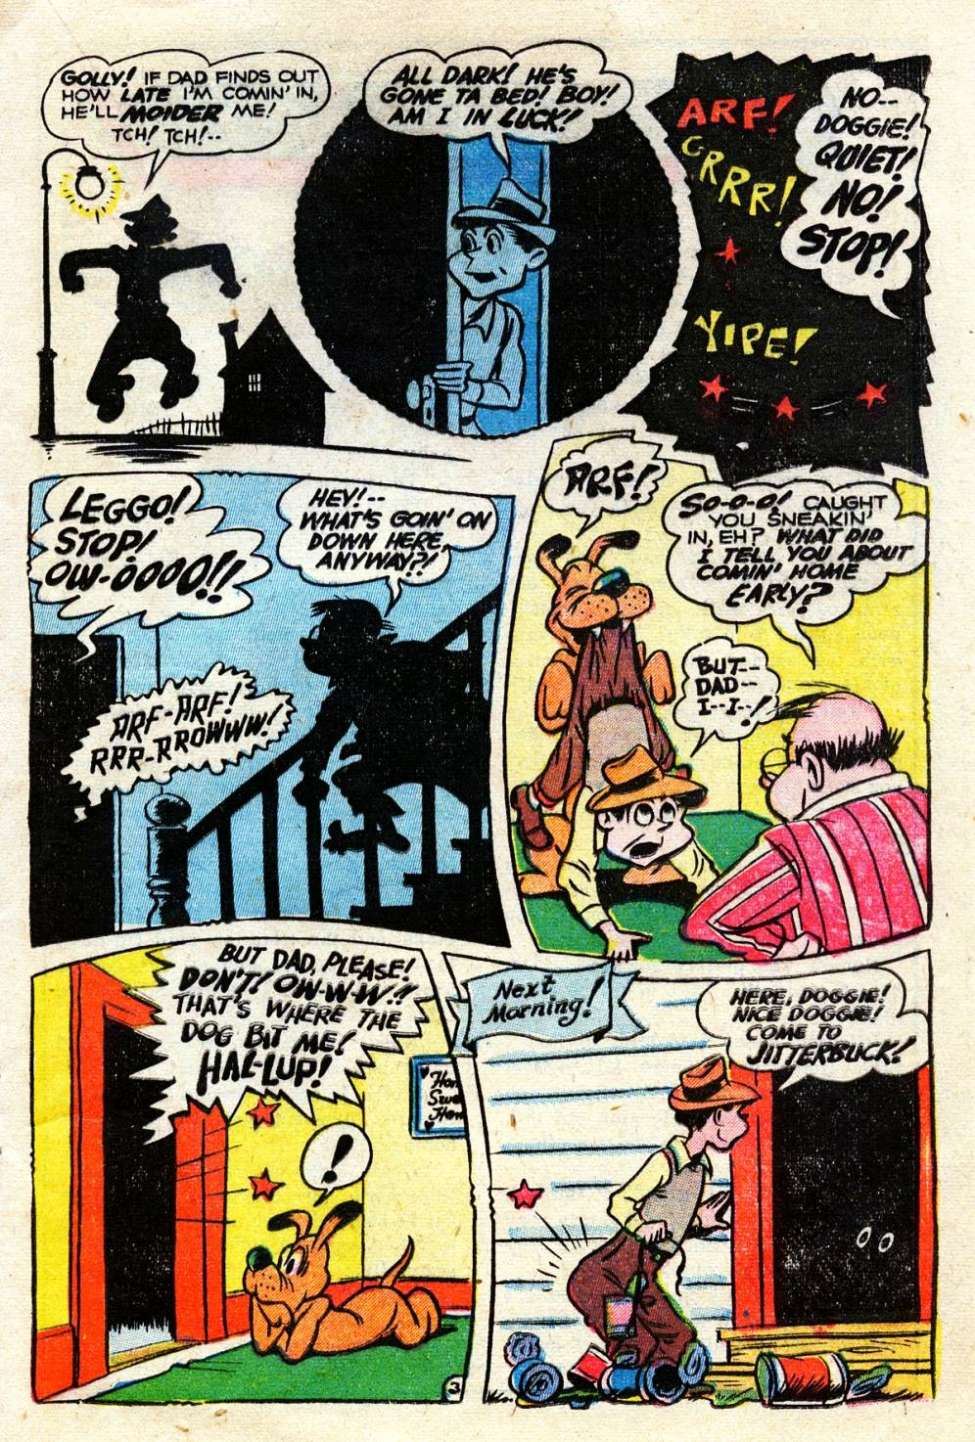 GOLLY! IF DAD FINDS OUT
HOW LATE I'M COMIN' IN,
HE'LL MOIDER ME!
TCH! TCH!--
ALL DARK! HE'S
GONE TA BED! BOY!
AM I IN LUCK!
ARF!
GRRR!
YIPE!
NO--
DOGGIE!
QUIET!
NO!
STOP!
LEGGO!
STOP!
OW-OOOO!!
HEY!--
WHAT'S GOIN' ON
DOWN HERE,
ANYWAY?!
ARF-ARF!
RRR-RROWWW!
ARF!
SO-O-O! CAUGHT
YOU SNEAKIN'
IN, EH? WHAT DID
I TELL YOU ABOUT
COMIN' HOME
EARLY?
BUT--
DAD--
I--I--!
BUT DAD, PLEASE!
DON'T! OW-W-W!!
THAT'S WHERE THE
DOG BIT ME!
HAL-LUP!
Hom
Swe
Hom
!
3
Next
Morning!
HERE, DOGGIE!
NICE DOGGIE!
COME TO
JITTERBUCK!